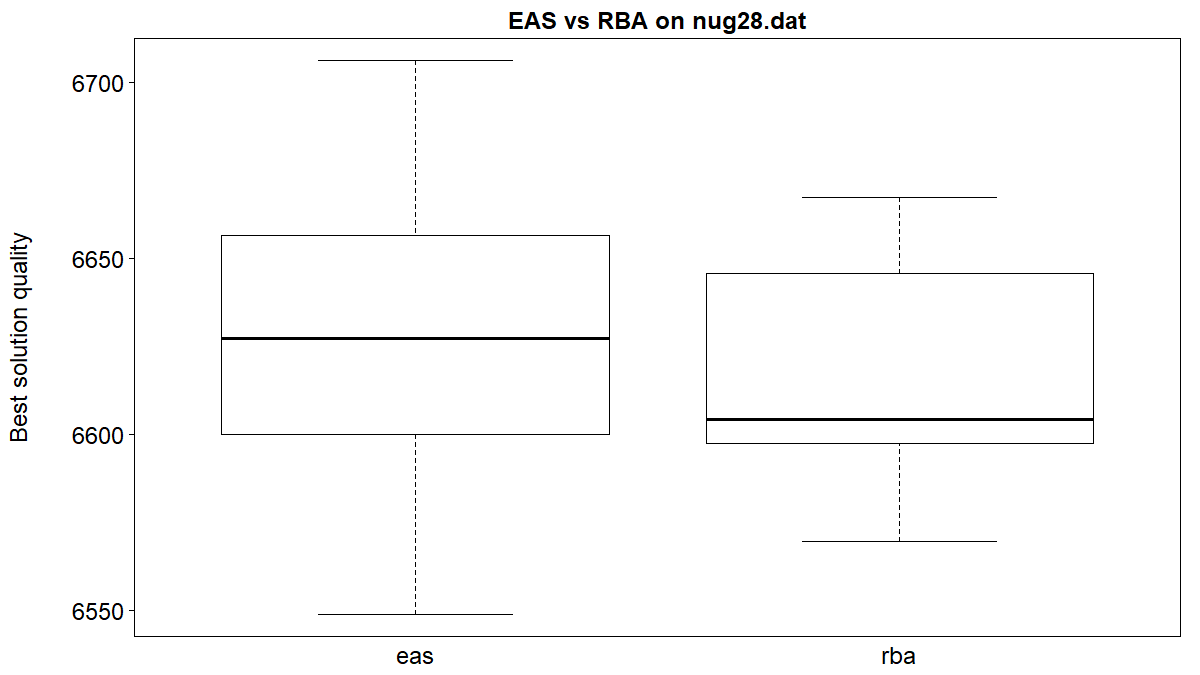 EAS vs RBA on nug28.dat
Best solution quality
6700
6650
6600
6550
eas
rba